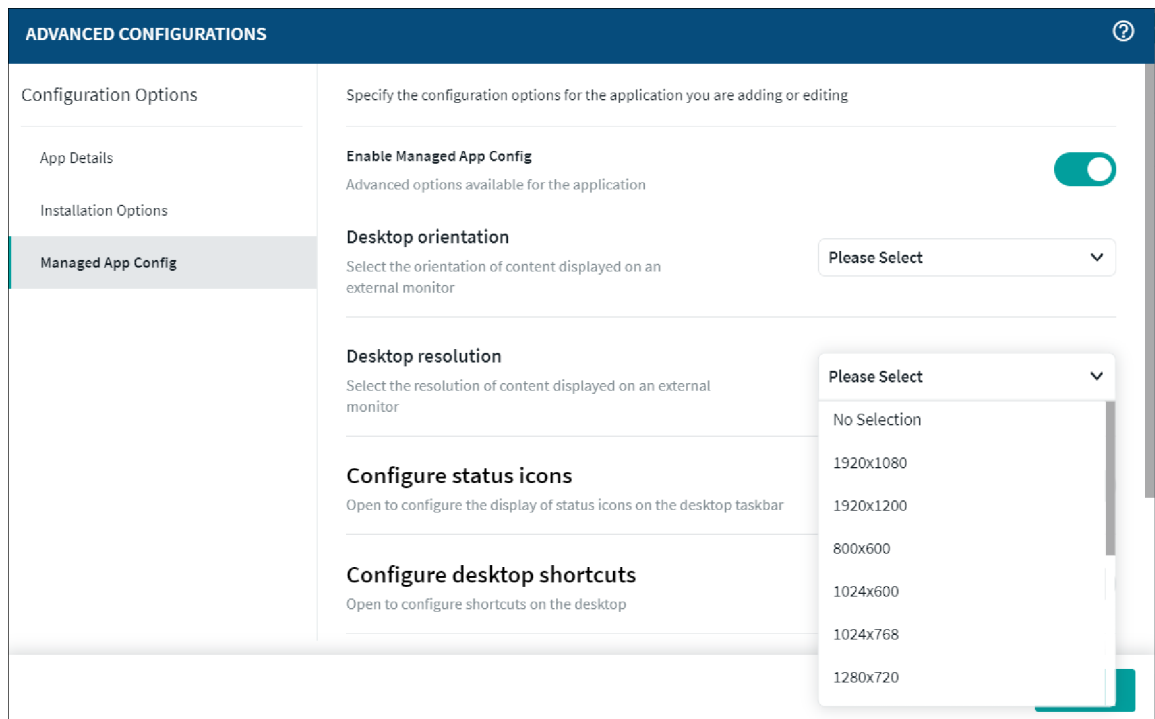 ADVANCED CONFIGURATIONS
Configuration Options
App Details
Installation Options
Managed App Config
Specify the configuration options for the application you are adding or editing
Enable Managed App Config
Advanced options available for the application
Desktop orientation
Select the orientation of content displayed on an
external monitor
Please Select
Desktop resolution
Select the resolution of content displayed on an external
monitor
Please Select
No Selection
1920x1080
1920x1200
800x600
1024x600
1024x768
1280x720
Configure status icons
Open to configure the display of status icons on the desktop taskbar
Configure desktop shortcuts
Open to configure shortcuts on the desktop